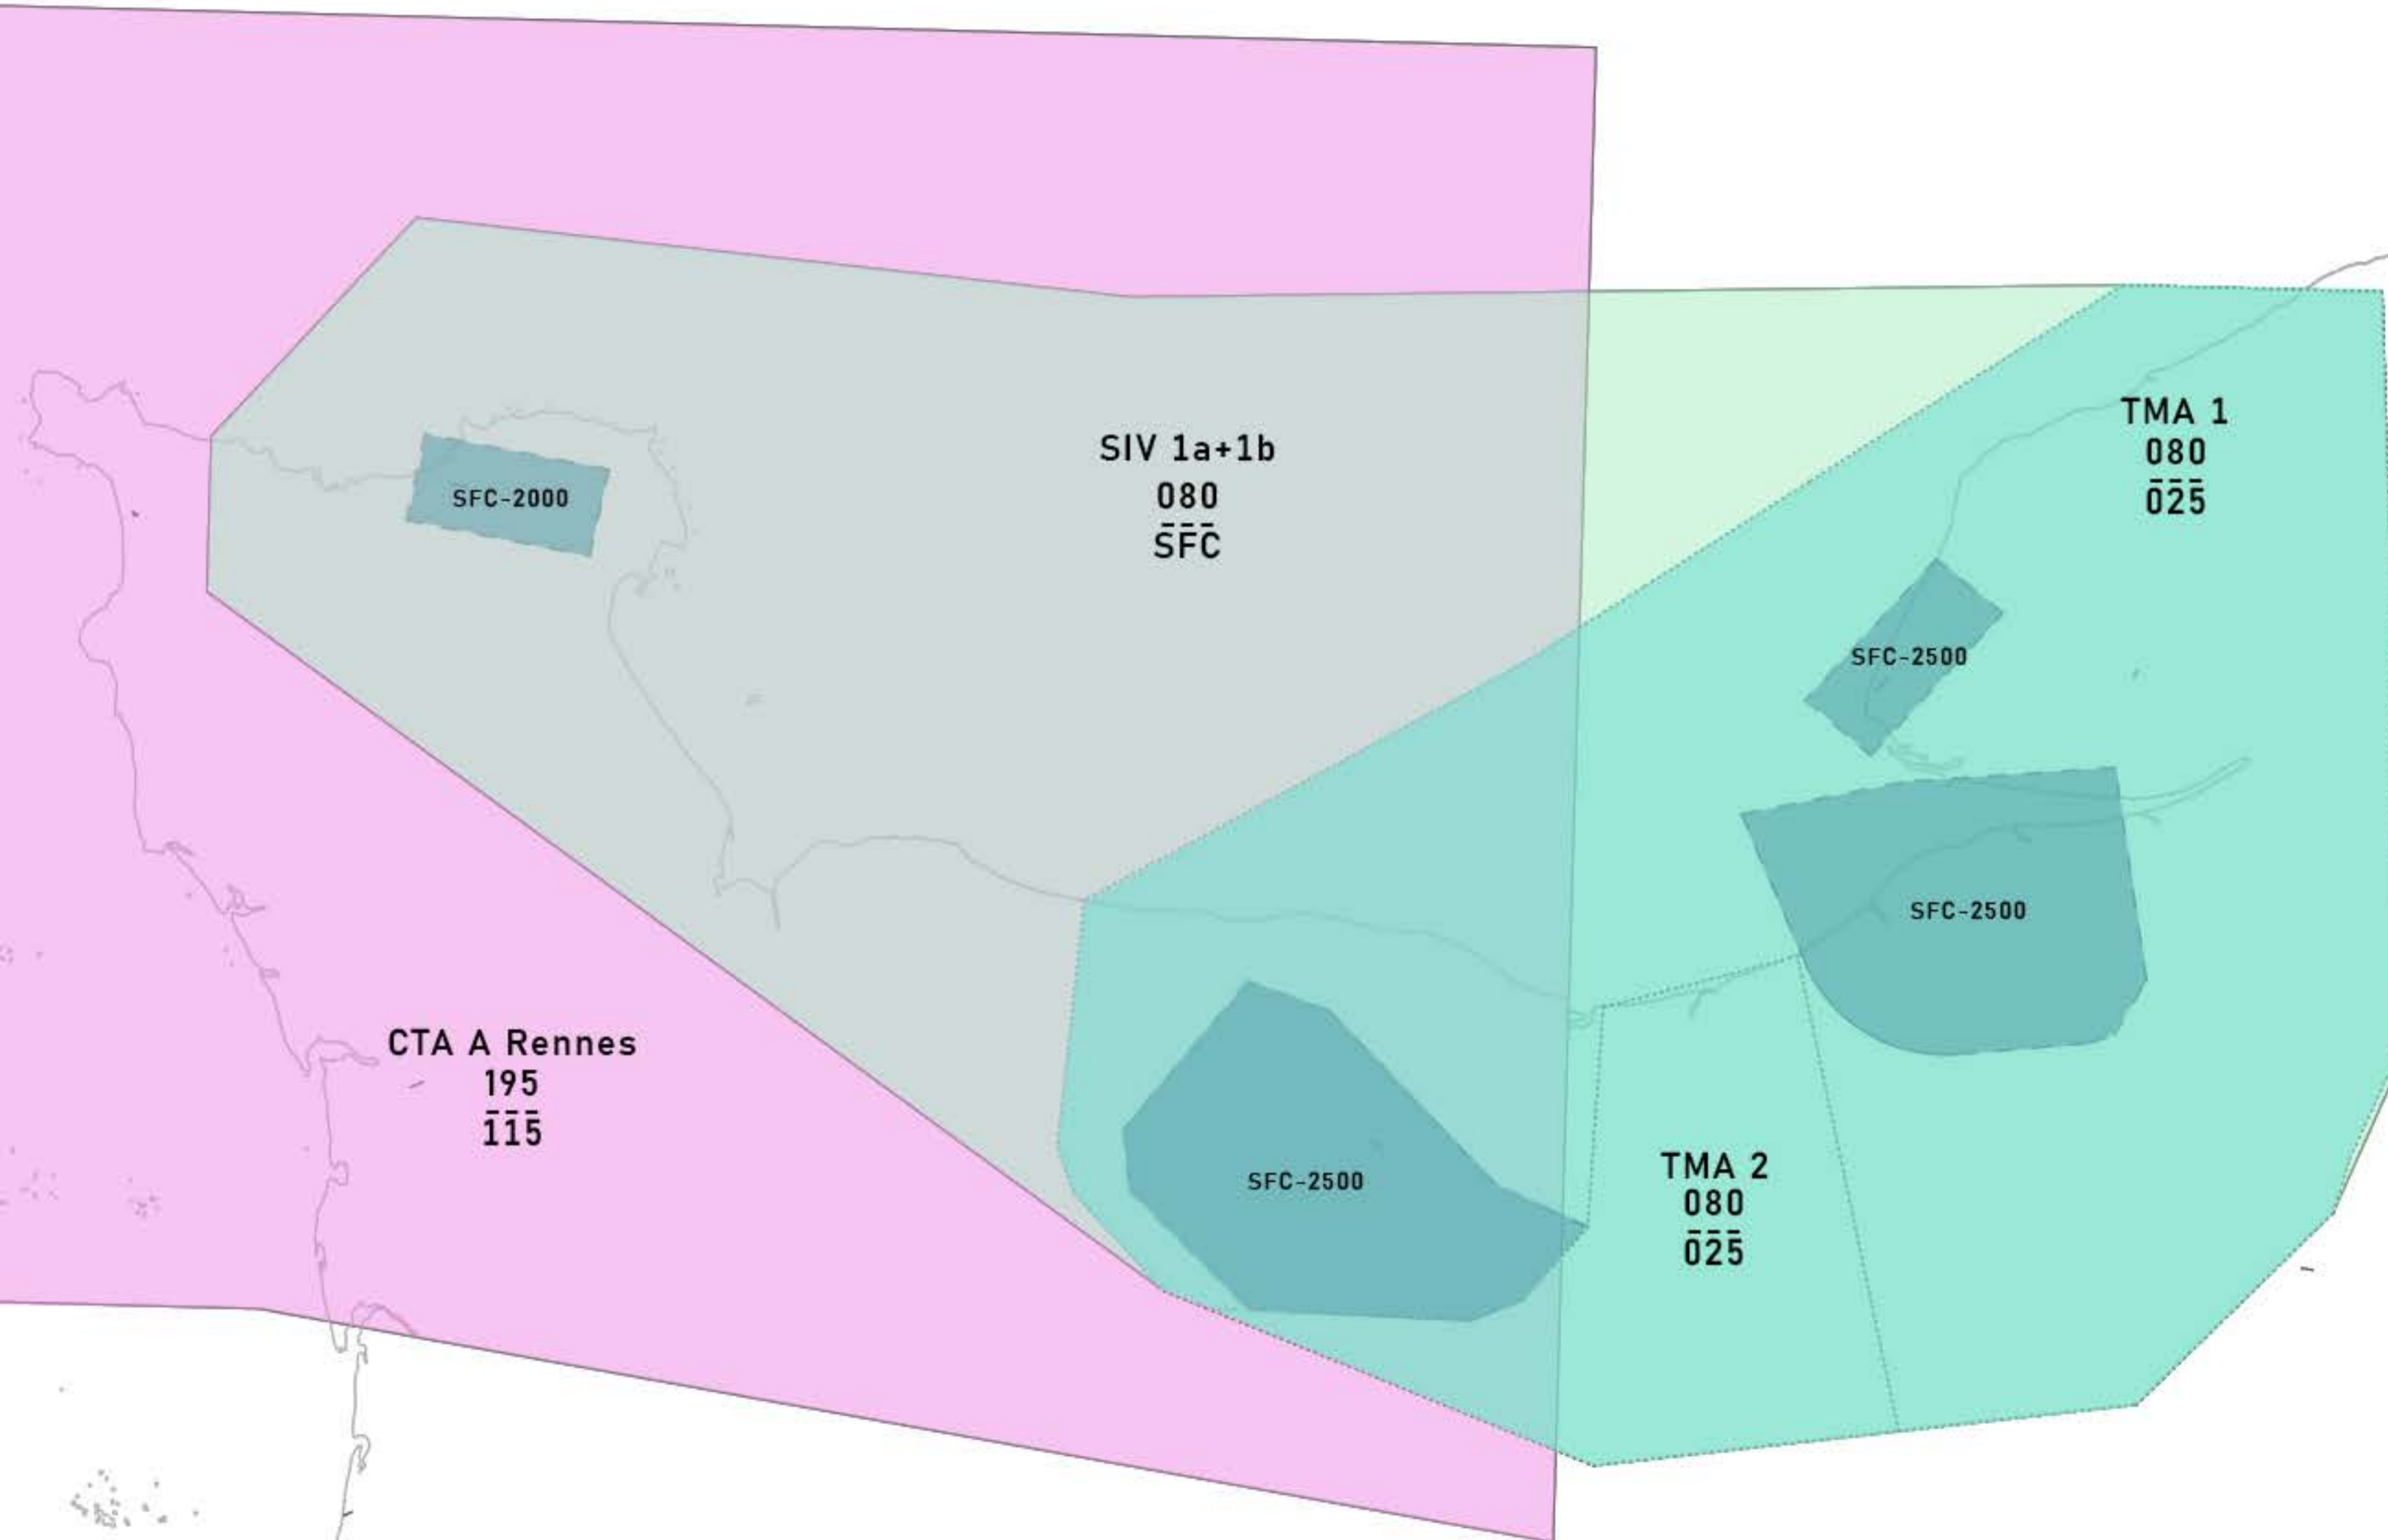 TMA 1
080
---
025
SIV 1a+1b
080
---
SFC
SFC-2000
SFC-2500
SFC-2500
CTA A Rennes
195
---
115
SFC-2500
TMA 2
080
---
025